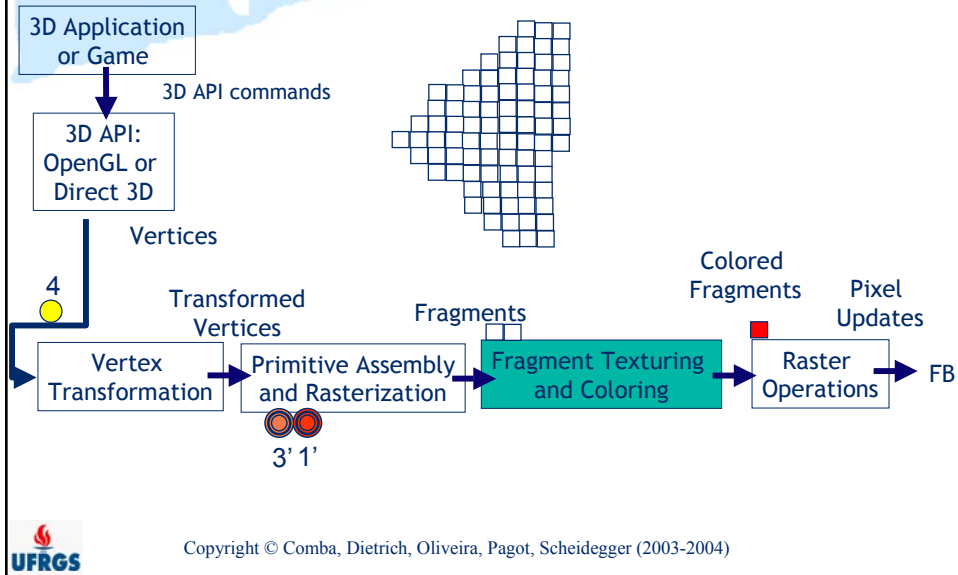 3D Application
or Game
3D API commands
3D API:
OpenGL or
Direct 3D
Vertices
4
Transformed
Vertices
Fragments
Colored
Fragments
Pixel
Updates
Vertex
Transformation
Primitive Assembly
and Rasterization
Fragment Texturing
and Coloring
Raster
Operations
FB
3’ 1’
UFRGS
Copyright © Comba, Dietrich, Oliveira, Pagot, Scheidegger (2003-2004)